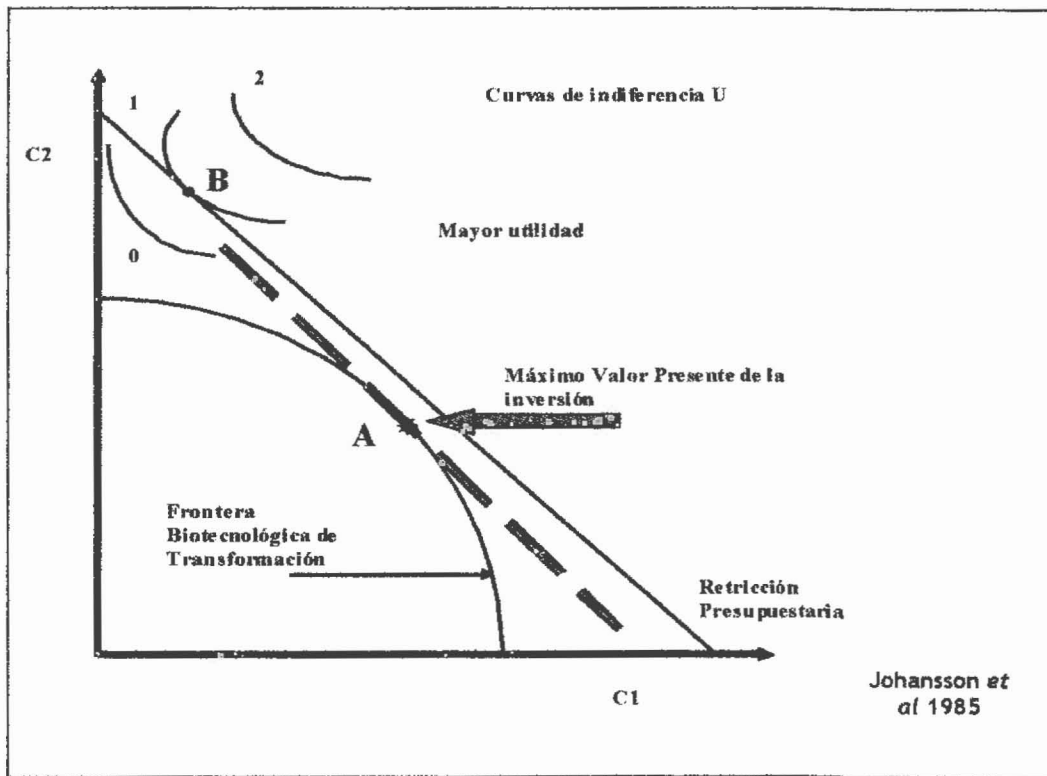 2
Curvas de indiferencia U
1
C2
B
Mayor utilidad
0
Máximo Valor Presente de la
inversión
A
Frontera
Biotecnológica de
Transformación
Retricción
Presupuestaria
C1
Johansson et
al 1985